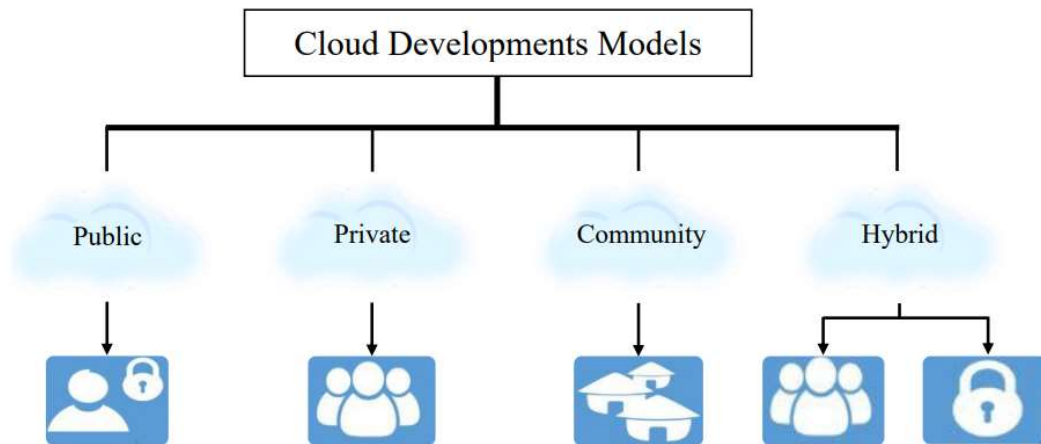 Cloud Developments Models
Public
Private
Community
Hybrid